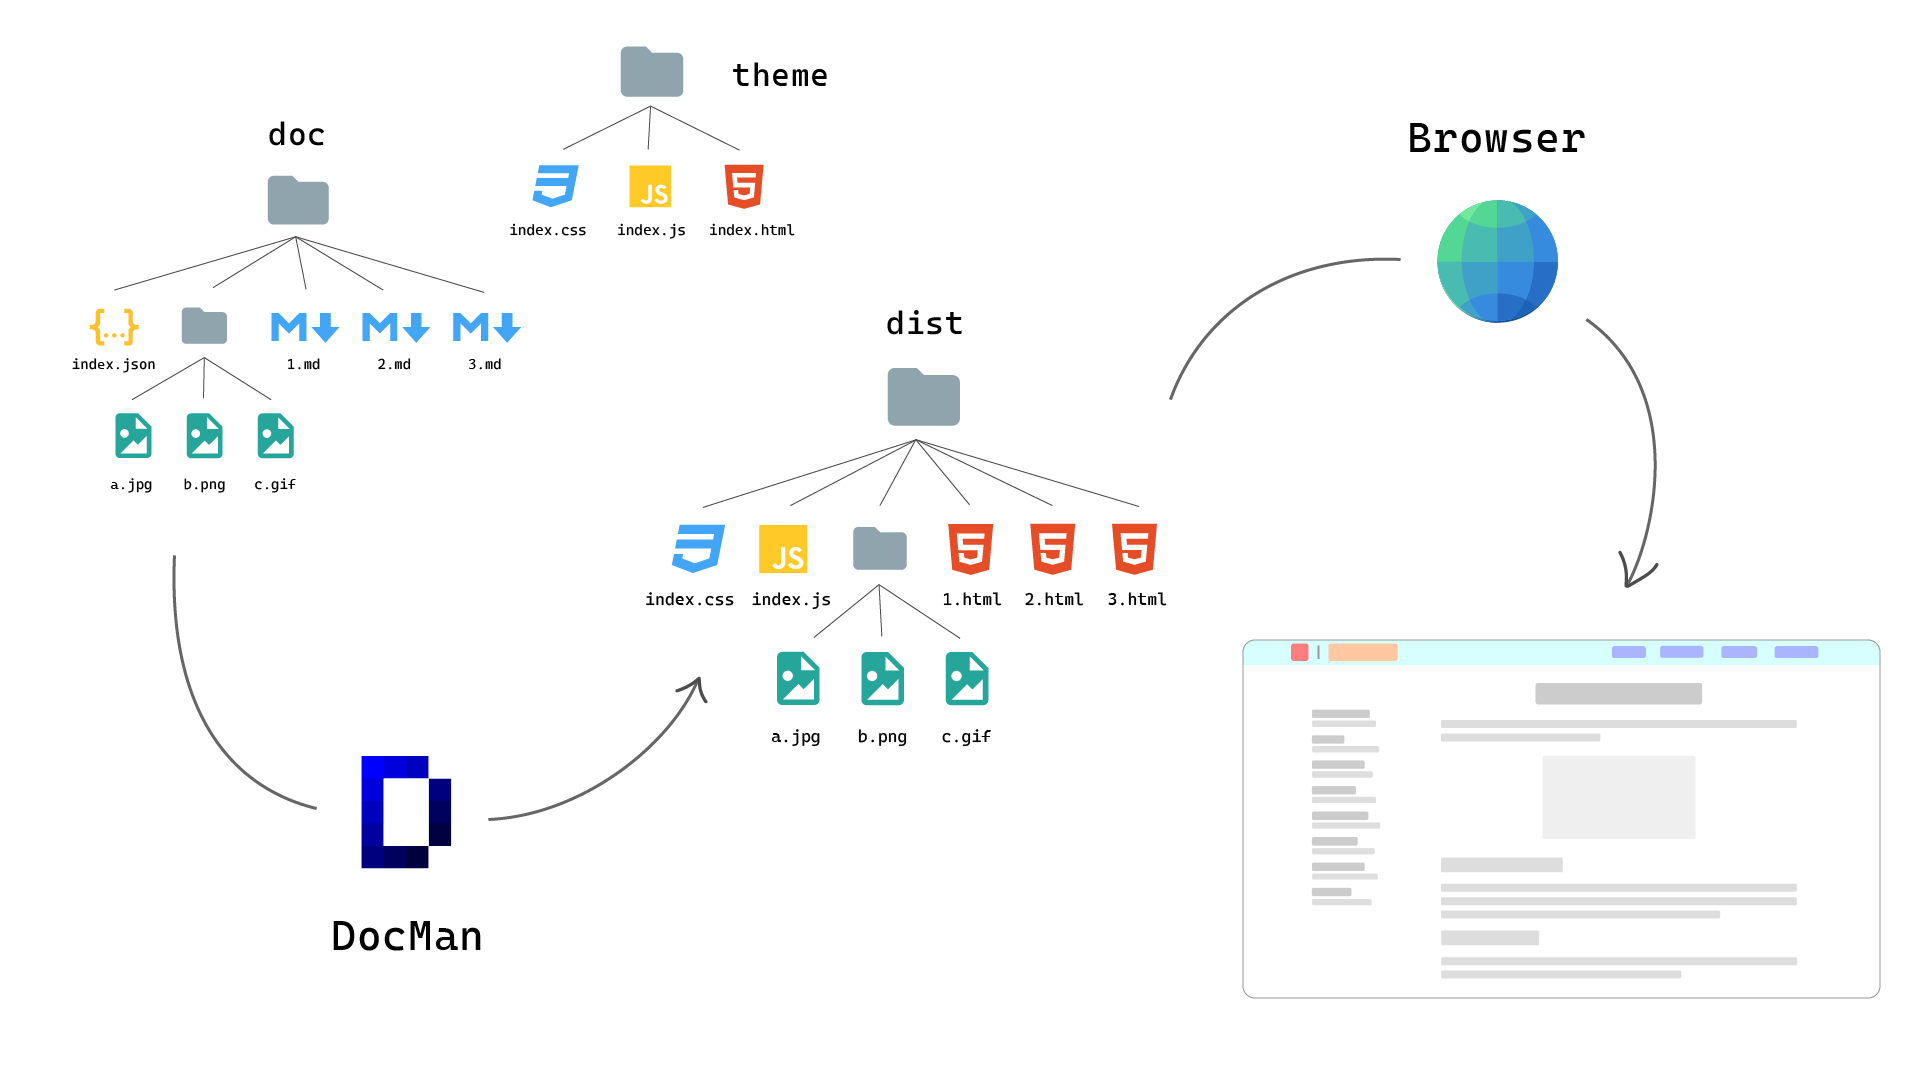 theme
index.css
index.js
index.html
doc
{...}
index.json
1.md
2.md
3.md
a.jpg
b.png
c.gif
DocMan
dist
index.css
JS
index.js
1.html
2.html
3.html
a.jpg
b.png
c.gif
Browser